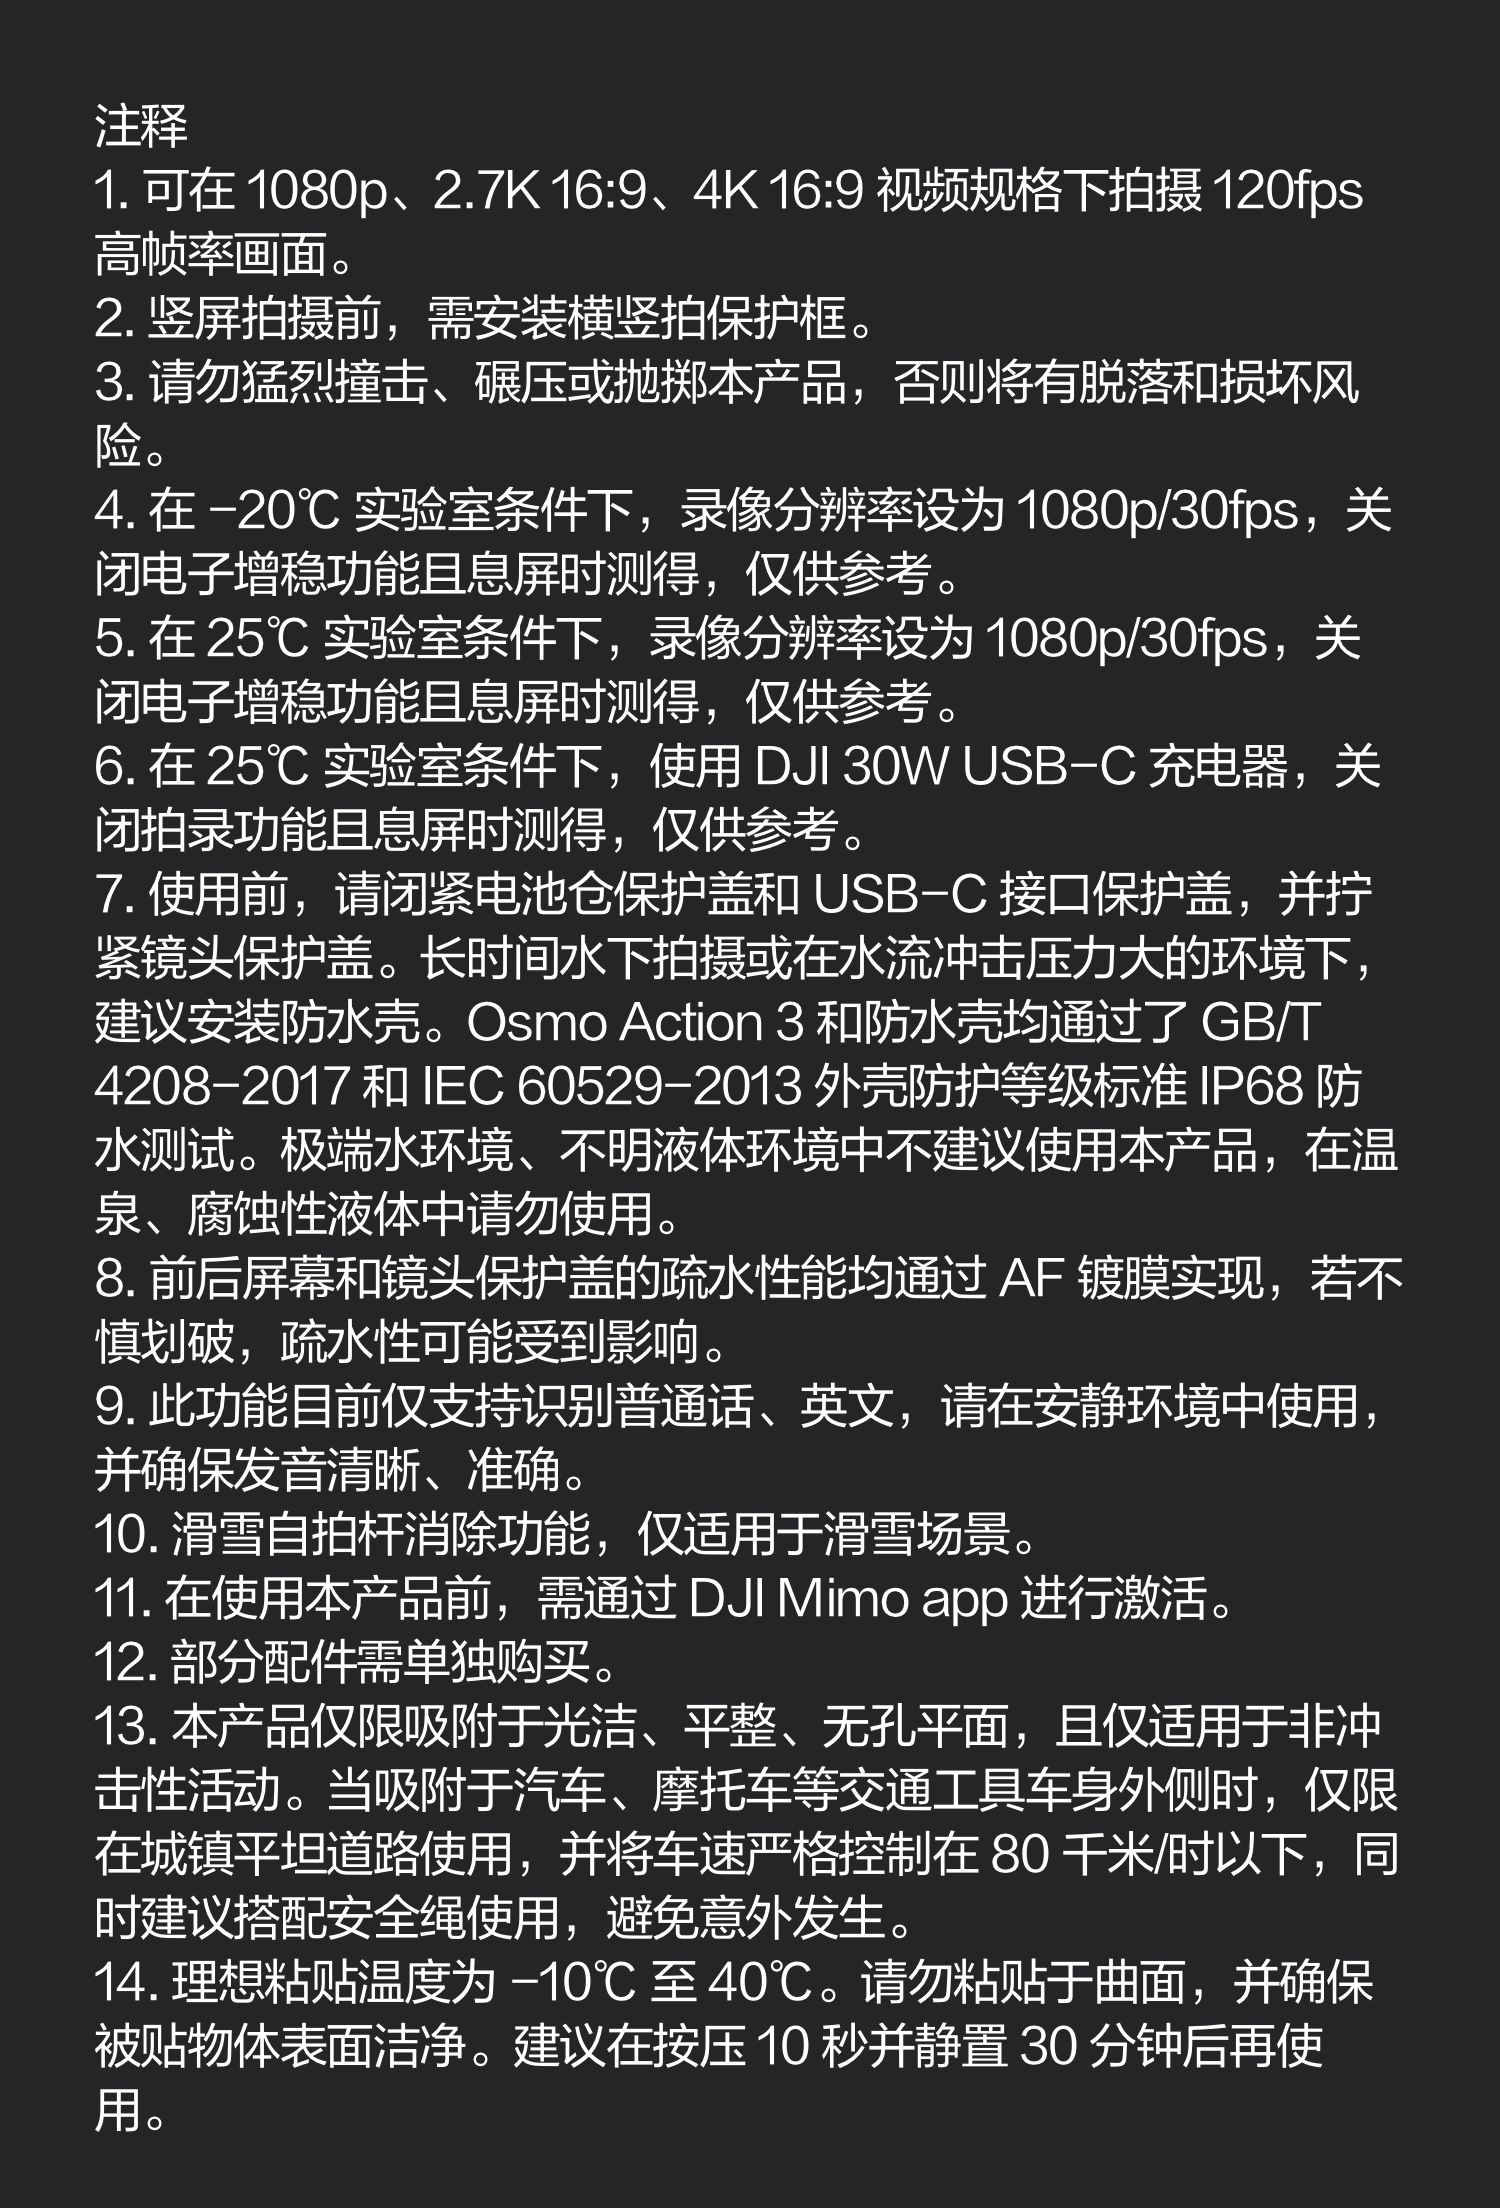 注释
1. 可在 1080p、2.7K 16:9、4K 16:9 视频规格下拍摄 120fps
高帧率画面。
2. 竖屏拍摄前，需安装横竖拍保护框。
3. 请勿猛烈撞击、碾压或抛掷本产品，否则将有脱落和损坏风
险。
4. 在 -20℃ 实验室条件下，录像分辨率设为 1080p/30fps，关
闭电子增稳功能且息屏时测得，仅供参考。
5. 在 25℃ 实验室条件下，录像分辨率设为 1080p/30fps，关
闭电子增稳功能且息屏时测得，仅供参考。
6. 在 25℃ 实验室条件下，使用 DJI 30W USB-C 充电器，关
闭拍录功能且息屏时测得，仅供参考。
7. 使用前，请闭紧电池仓保护盖和 USB-C 接口保护盖，并拧
紧镜头保护盖。长时间水下拍摄或在水流冲击压力大的环境下，
建议安装防水壳。Osmo Action 3 和防水壳均通过了 GB/T
4208-2017 和 IEC 60529-2013 外壳防护等级标准 IP68 防
水测试。极端水环境、不明液体环境中不建议使用本产品，在温
泉、腐蚀性液体中请勿使用。
8. 前后屏幕和镜头保护盖的疏水性能均通过 AF 镀膜实现，若不
慎划破，疏水性可能受到影响。
9. 此功能目前仅支持识别普通话、英文，请在安静环境中使用，
并确保发音清晰、准确。
10. 滑雪自拍杆消除功能，仅适用于滑雪场景。
11. 在使用本产品前，需通过 DJI Mimo app 进行激活。
12. 部分配件需单独购买。
13. 本产品仅限吸附于光洁、平整、无孔平面，且仅适用于非冲
击性活动。当吸附于汽车、摩托车等交通工具车身外侧时，仅限
在城镇平坦道路使用，并将车速严格控制在 80 千米/时以下，同
时建议搭配安全绳使用，避免意外发生。
14. 理想粘贴温度为 -10℃ 至 40℃。请勿粘贴于曲面，并确保
被贴物体表面洁净。建议在按压 10 秒并静置 30 分钟后再使
用。